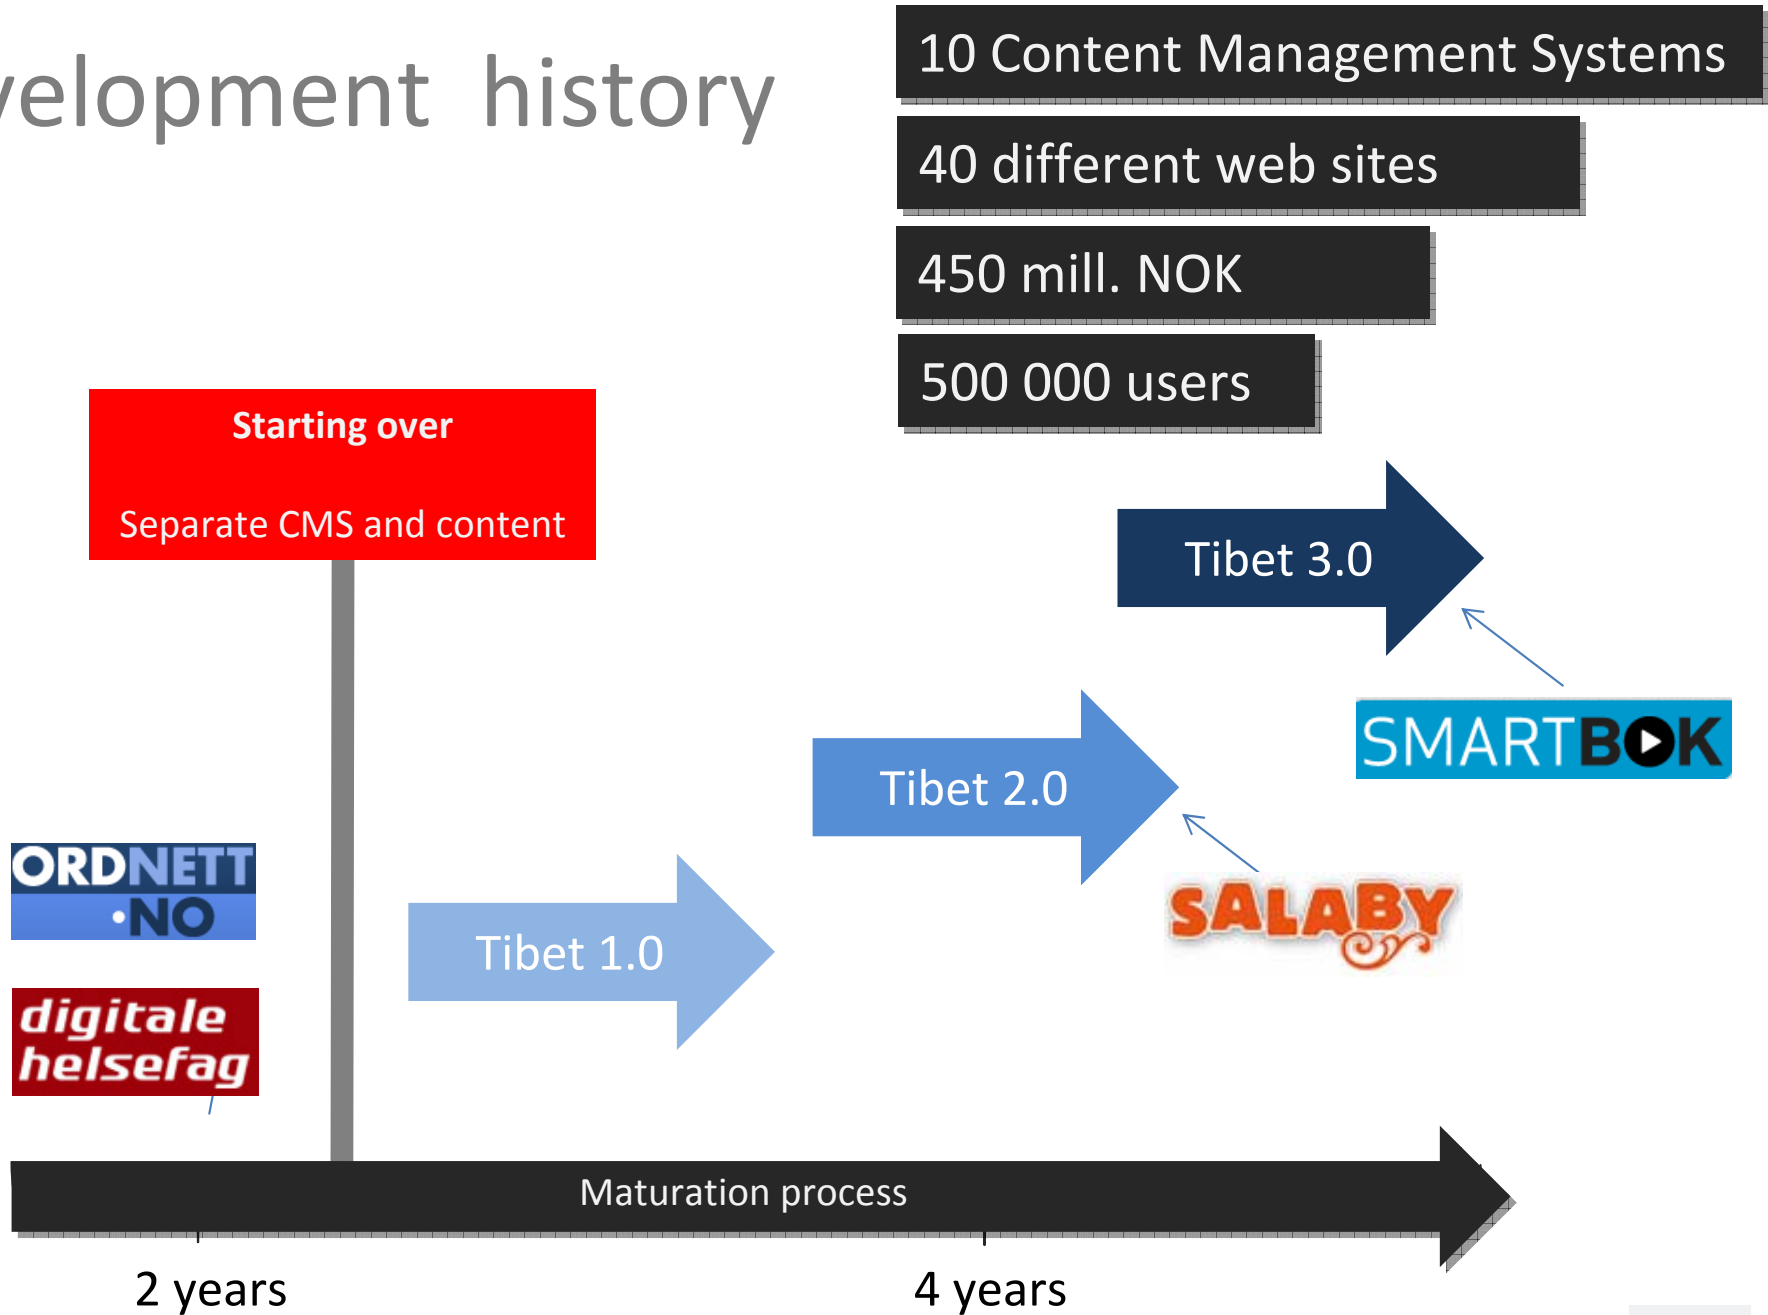 velopment history
10 Content Management Systems
40 different web sites
450 mill. NOK
500 000 users
Starting over
Separate CMS and content
Tibet 3.0
SMARTBOK
Tibet 2.0
SALABY
ORDNETT
•NO
Tibet 1.0
digitale
helsefag
Maturation process
2 years
4 years